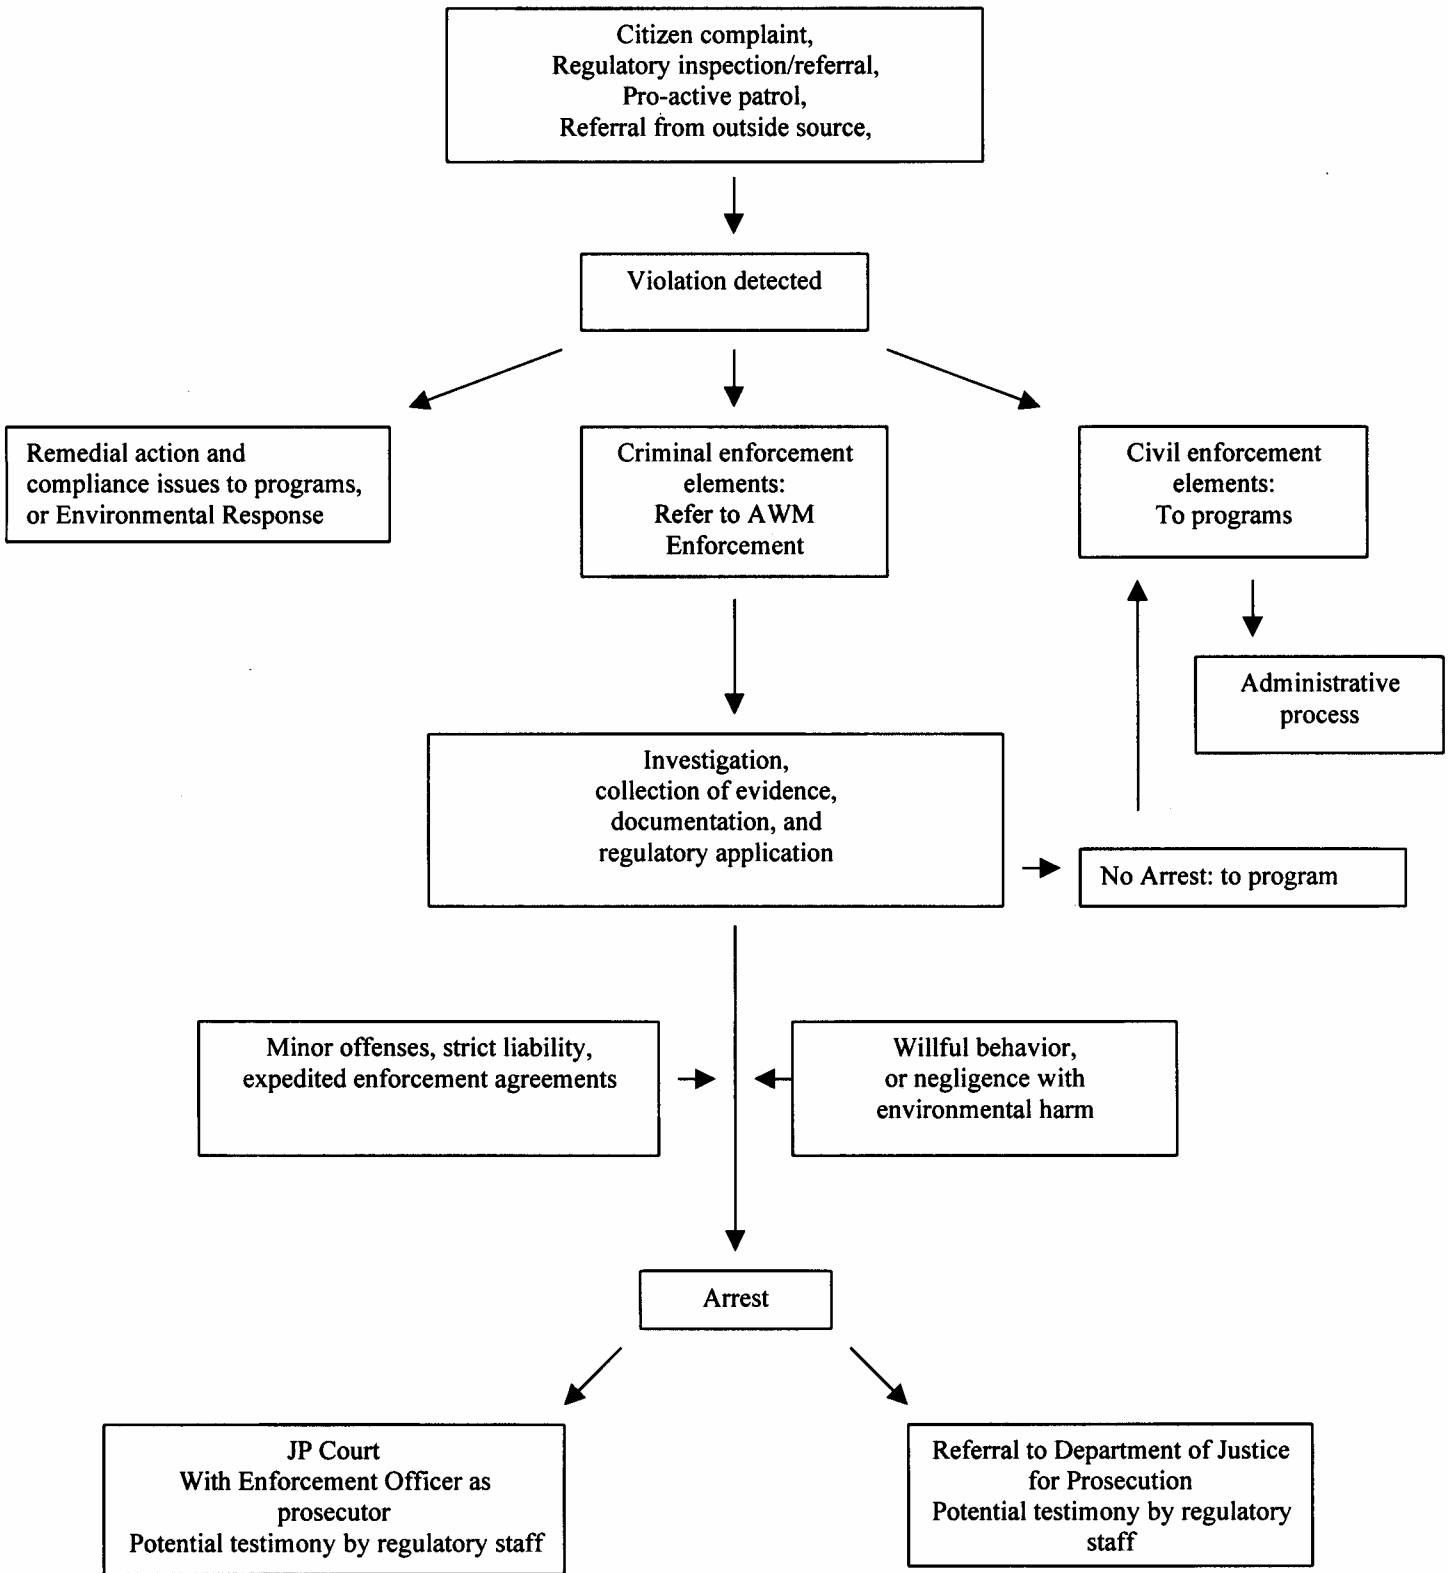 Citizen complaint,
Regulatory inspection/referral,
Pro-active patrol,
Referral from outside source,
Violation detected
Remedial action and
compliance issues to programs,
or Environmental Response
Criminal enforcement
elements:
Refer to AWM
Enforcement
Civil enforcement
elements:
To programs
Administrative
process
Investigation,
collection of evidence,
documentation, and
regulatory application
No Arrest: to program
Minor offenses, strict liability,
expedited enforcement agreements
Willful behavior,
or negligence with
environmental harm
Arrest
JP Court
With Enforcement Officer as
prosecutor
Potential testimony by regulatory staff
Referral to Department of Justice
for Prosecution
Potential testimony by regulatory
staff